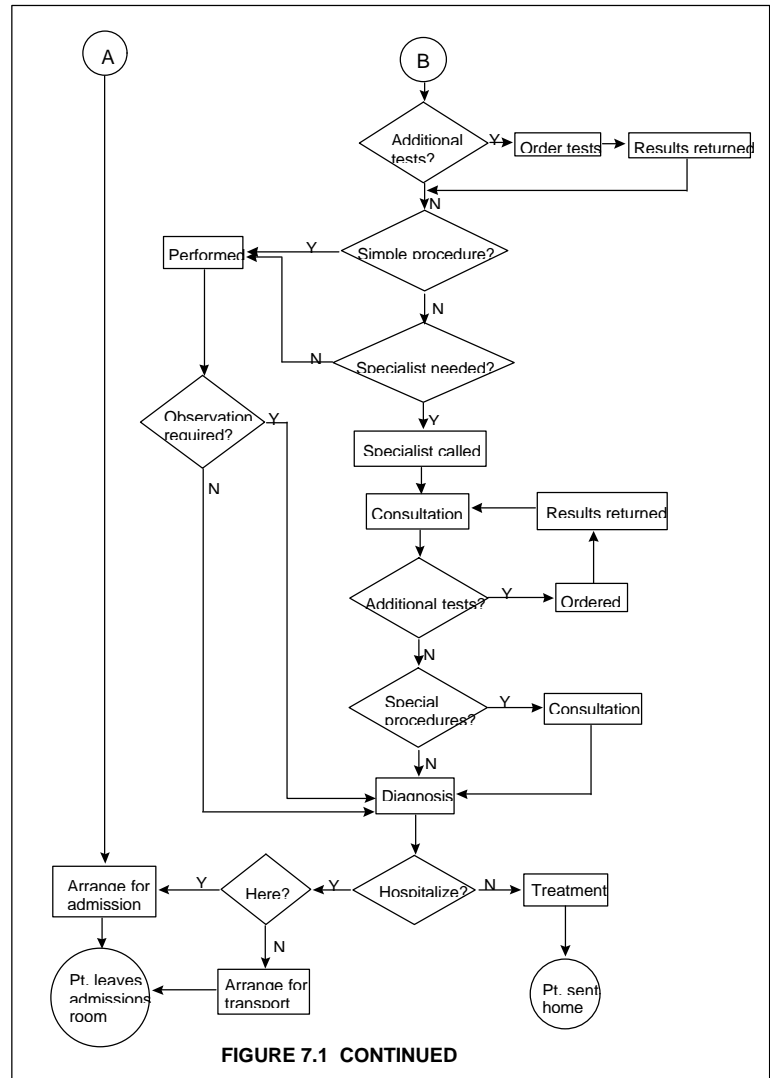 A
B
Additional
tests?
Y
Order tests
Results returned
N
Simple procedure?
Y
Performed
N
Specialist needed?
N
Observation
required?
Y
Y
Specialist called
N
Consultation
Results returned
Additional tests?
Y
Ordered
N
Special
procedures?
Y
Consultation
N
Diagnosis
Arrange for
admission
Y
Here?
Y
Hospitalize?
N
Treatment
N
Pt. leaves
admissions
room
Arrange for
transport
Pt. sent
home
FIGURE 7.1 CONTINUED